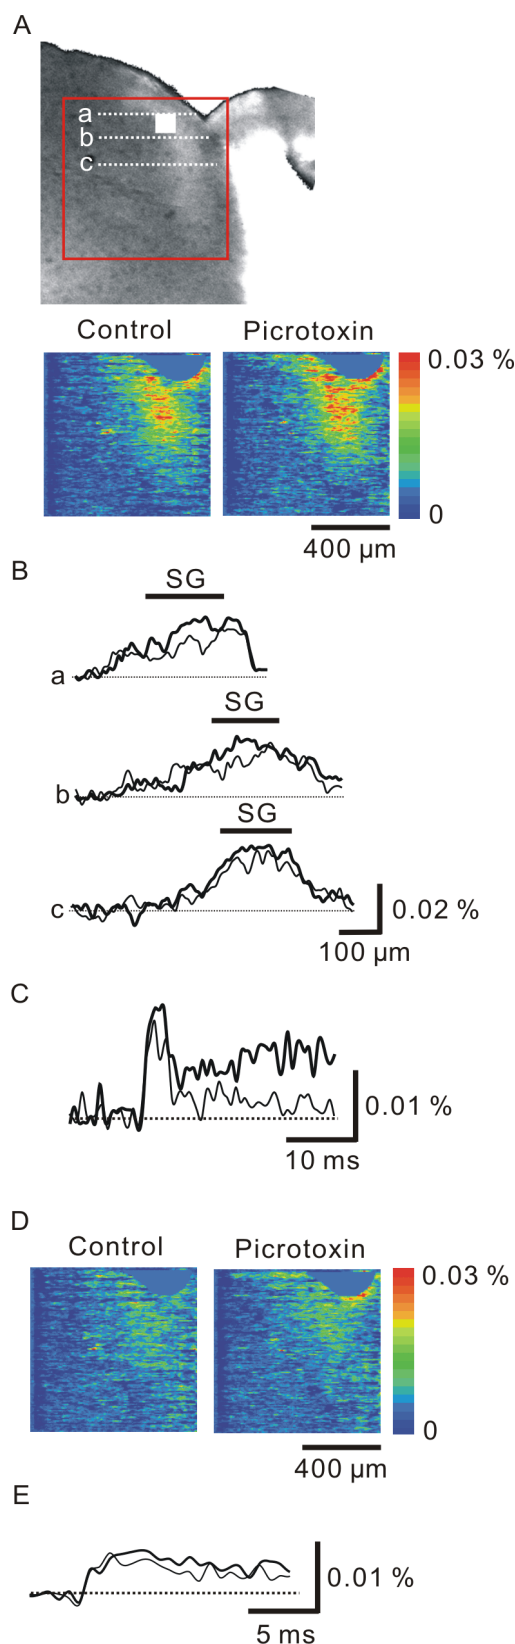 A
a
b
c
Control Picrotoxin
0.03 %
0
400 µm
B
SG
a
SG
b
SG
c
0.02 %
100 µm
C
0.01 %
10 ms
D
Control Picrotoxin
0.03 %
0
400 µm
E
0.01 %
5 ms